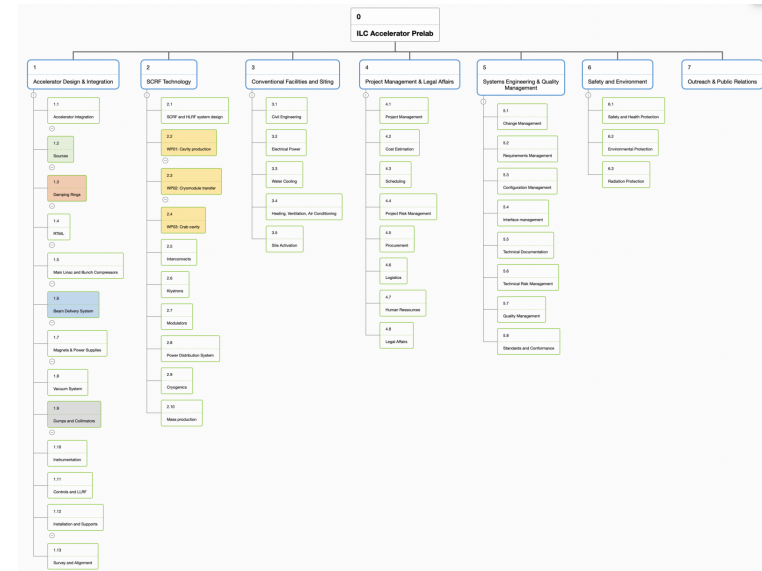 0
ILC Accelerator Prelab
1
Accelerator Design & Integration
1.1
Accelerator Integration
1.2
Sources
1.3
Damping Rings
1.4
RTML
1.5
Main Linac and Bunch Compressors
1.6
Beam Delivery System
1.7
Magnets & Power Supplies
1.8
Vacuum System
1.9
Dumps and Collimators
1.10
Instrumentation
1.11
Controls and LLRF
1.12
Installation and Supports
1.13
Survey and Alignment
2
SCRF Technology
2.1
SCRF and HLRF system design
2.2
WP01: Cavity production
2.3
WP02: Cryomodule transfer
2.4
WP03: Crab cavity
2.5
Interconnects
2.6
Klystrons
2.7
Modulators
2.8
Power Distribution System
2.9
Cryogenics
2.10
Mass production
3
Conventional Facilities and Siting
3.1
Civil Engineering
3.2
Electrical Power
3.3
Water Cooling
3.4
Heating, Ventilation, Air Conditioning
3.5
Site Activation
4
Project Management & Legal Affairs
4.1
Project Management
4.2
Cost Estimation
4.3
Scheduling
4.4
Project Risk Management
4.5
Procurement
4.6
Logistics
4.7
Human Ressources
4.8
Legal Affairs
5
Systems Engineering & Quality
Management
5.1
Change Management
5.2
Requirements Management
5.3
Configuration Management
5.4
Interface management
5.5
Technical Documentation
5.6
Technical Risk Management
5.7
Quality Management
5.8
Standards and Conformance
6
Safety and Environment
6.1
Safety and Health Protection
6.2
Environmental Protection
6.3
Radiation Protection
7
Outreach & Public Relations